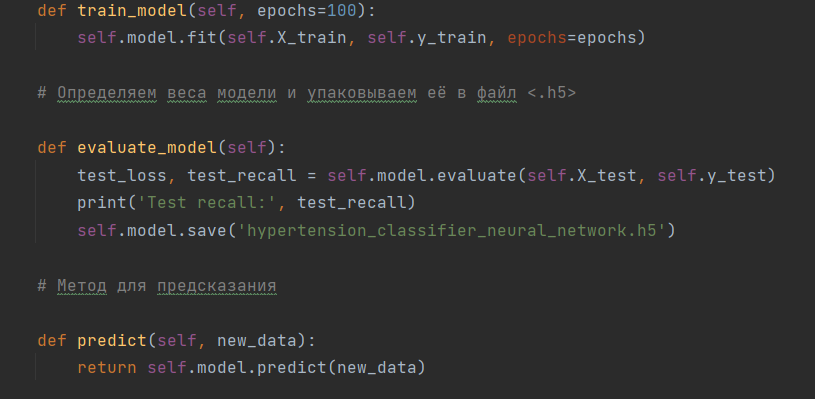 def train_model(self, epochs=100):
    self.model.fit(self.X_train, self.y_train, epochs=epochs)
# Определяем веса модели и упаковываем её в файл <.h5>
def evaluate_model(self):
    test_loss, test_recall = self.model.evaluate(self.X_test, self.y_test)
    print('Test recall:', test_recall)
    self.model.save('hypertension_classifier_neural_network.h5')
# Метод для предсказания
def predict(self, new_data):
    return self.model.predict(new_data)